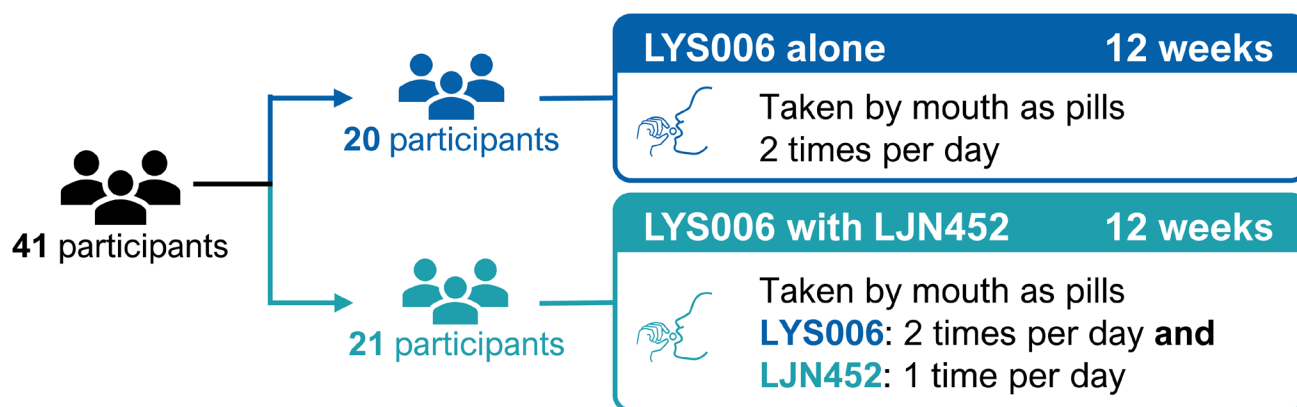 41 participants
20 participants
LYS006 alone 12 weeks
Taken by mouth as pills
2 times per day
21 participants
LYS006 with LJN452 12 weeks
Taken by mouth as pills
LYS006: 2 times per day and
LJN452: 1 time per day